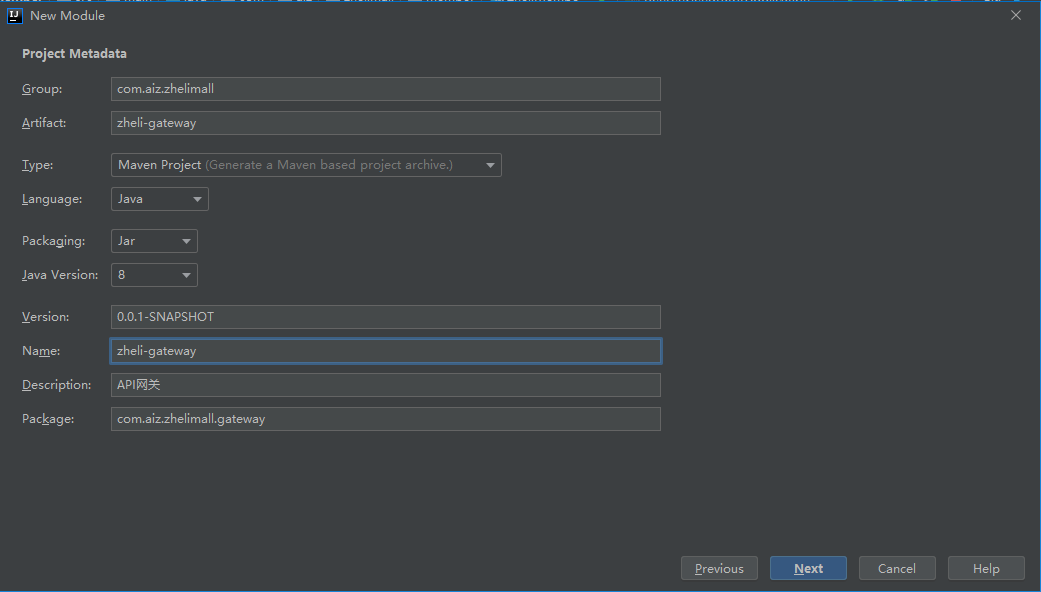 New Module
Project Metadata
Group: com.aiz.zhelimall
Artifact: zheli-gateway
Type: Maven Project (Generate a Maven based project archive.)
Language: Java
Packaging: Jar
Java Version: 8
Version: 0.0.1-SNAPSHOT
Name: zheli-gateway
Description: API网关
Package: com.aiz.zhelimall.gateway
Previous Next Cancel Help